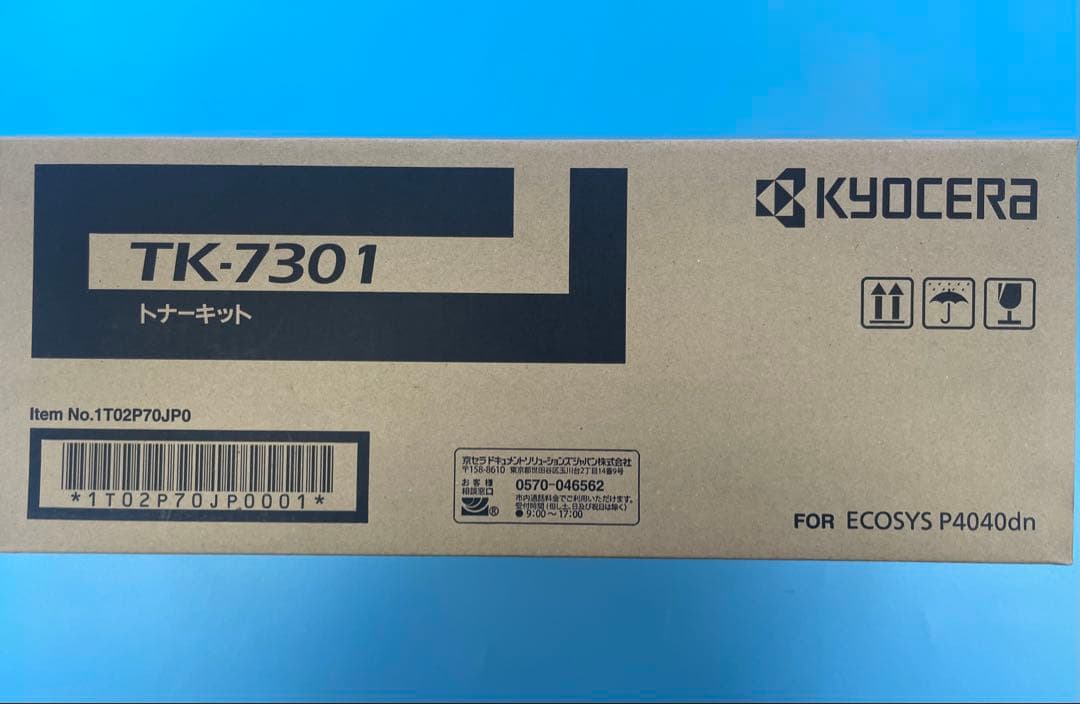 KYOCERA
TK-7301
トナーキット
Item No.1T02P70JP0
*1T02P70JP0001*
京セラドキュメントソリューションズジャパン株式会社
〒158-8610 東京都世田谷区玉川台2丁目14番9号
お客様
相談窓口
0570-046562
市内通話料金でご利用いただけます。
受付時間(但し土、日及び祝日は除く)
●9:00～17:00
®
FOR ECOSYS P4040dn